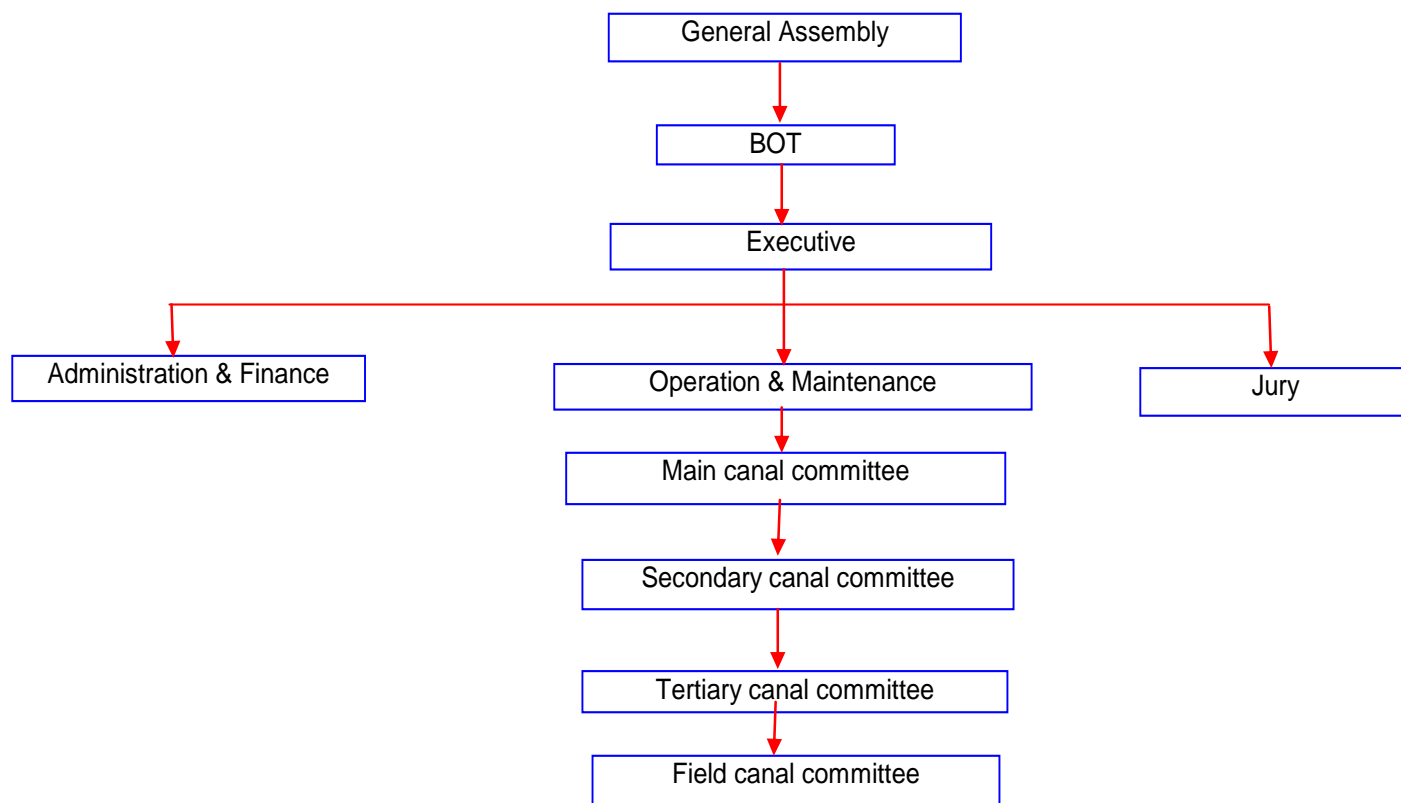 General Assembly
BOT
Executive
Administration & Finance
Operation & Maintenance
Jury
Main canal committee
Secondary canal committee
Tertiary canal committee
Field canal committee